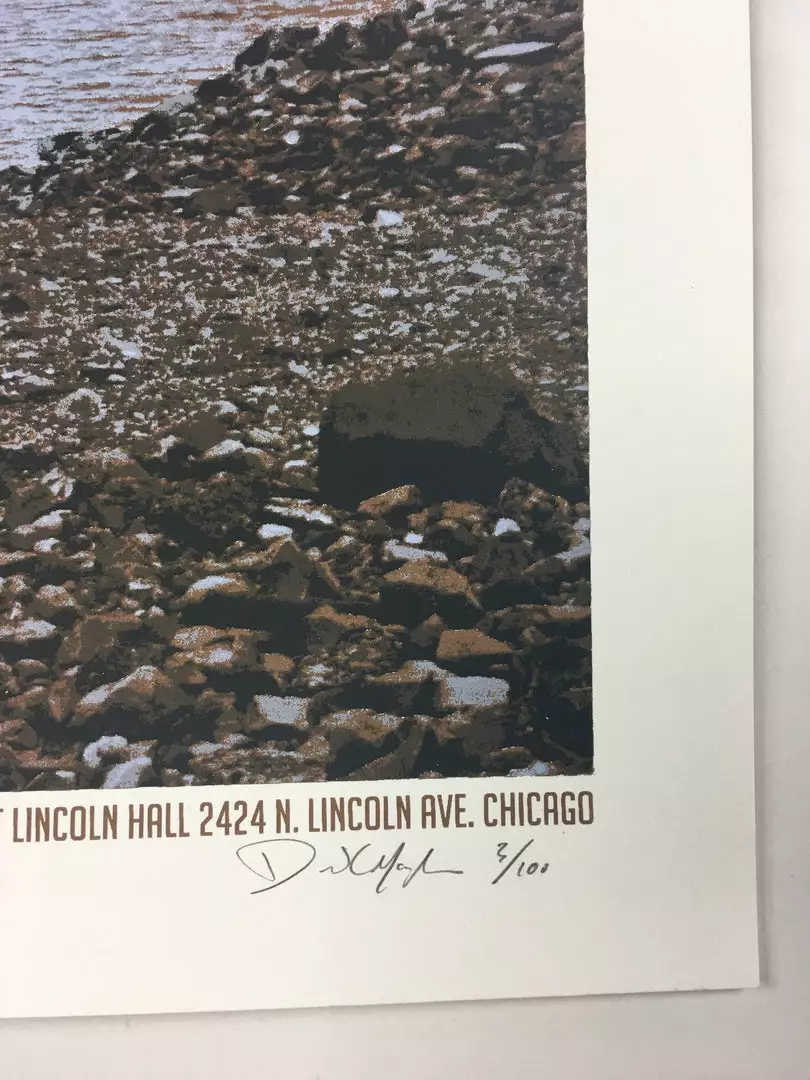 LINCOLN HALL 2424 N. LINCOLN AVE. CHICAGO
3/100